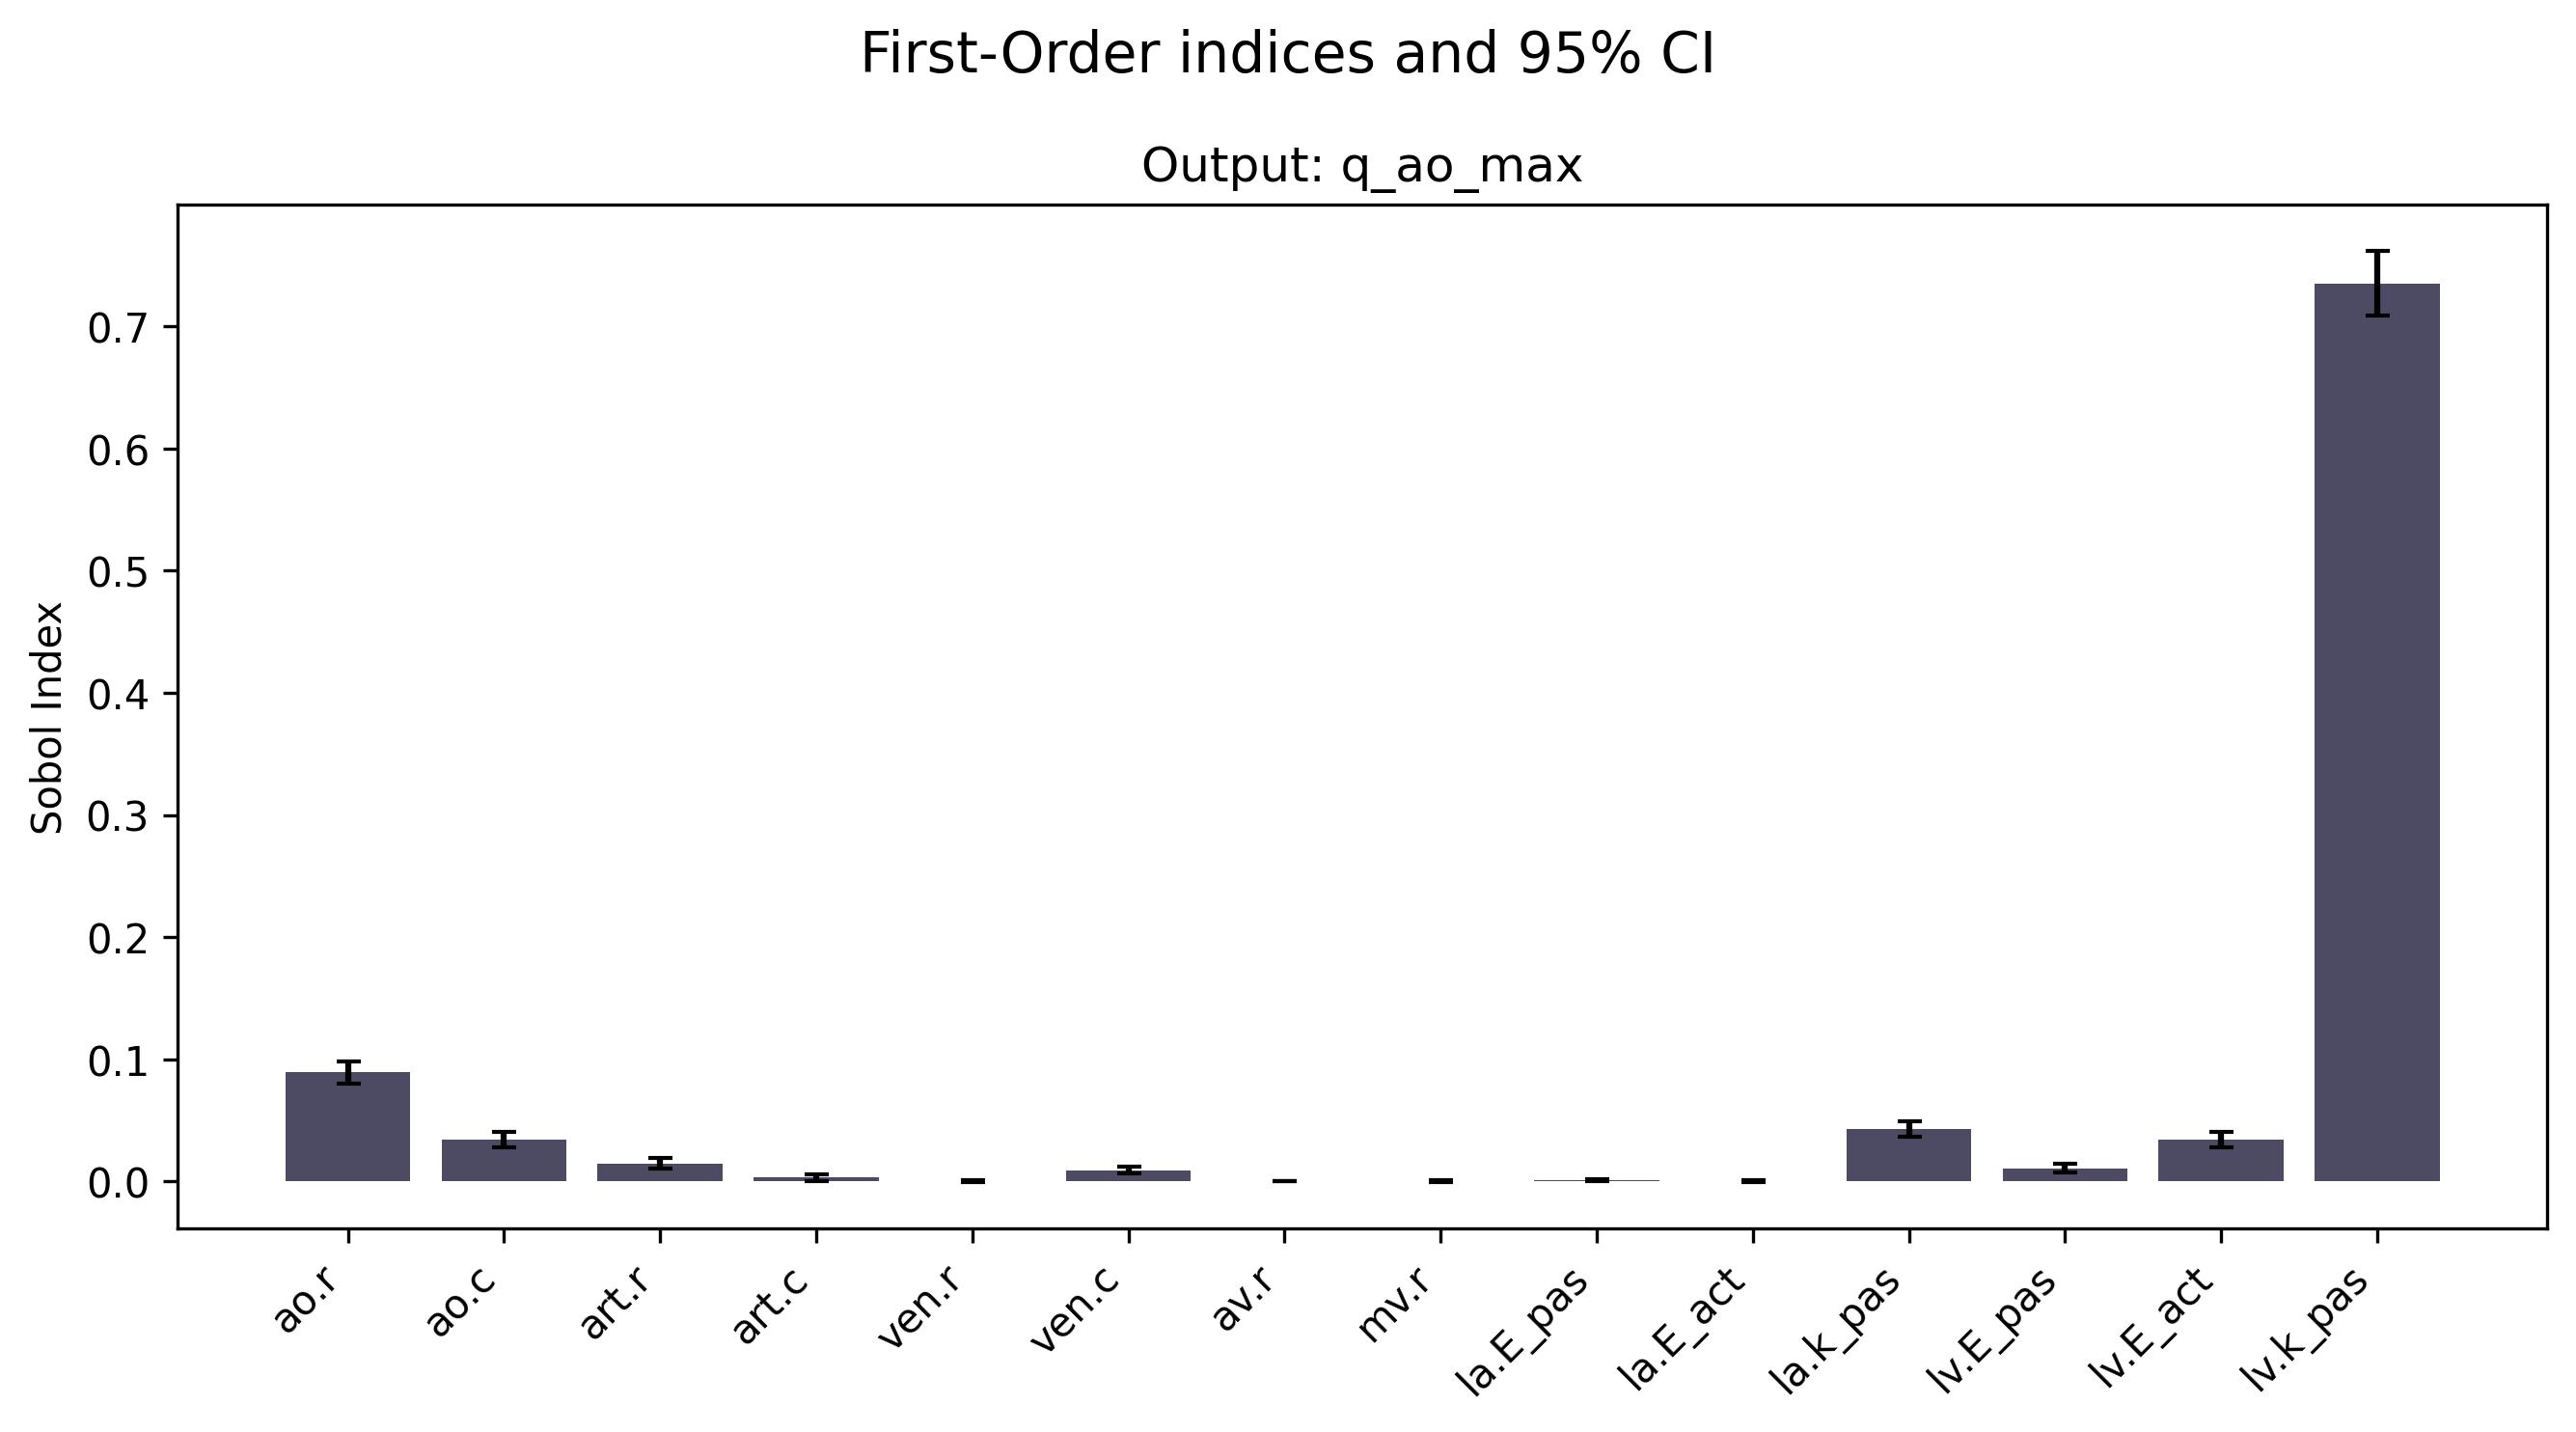 First-Order indices and 95% CI
Output: q_ao_max
Sobol Index
0.7
0.6
0.5
0.4
0.3
0.2
0.1
0.0
ao.r
ao.c
art.r
art.c
ven.r
ven.c
av.r
mv.r
la.E_pas
la.E_act
la.k_pas
lv.E_pas
lv.E_act
lv.k_pas